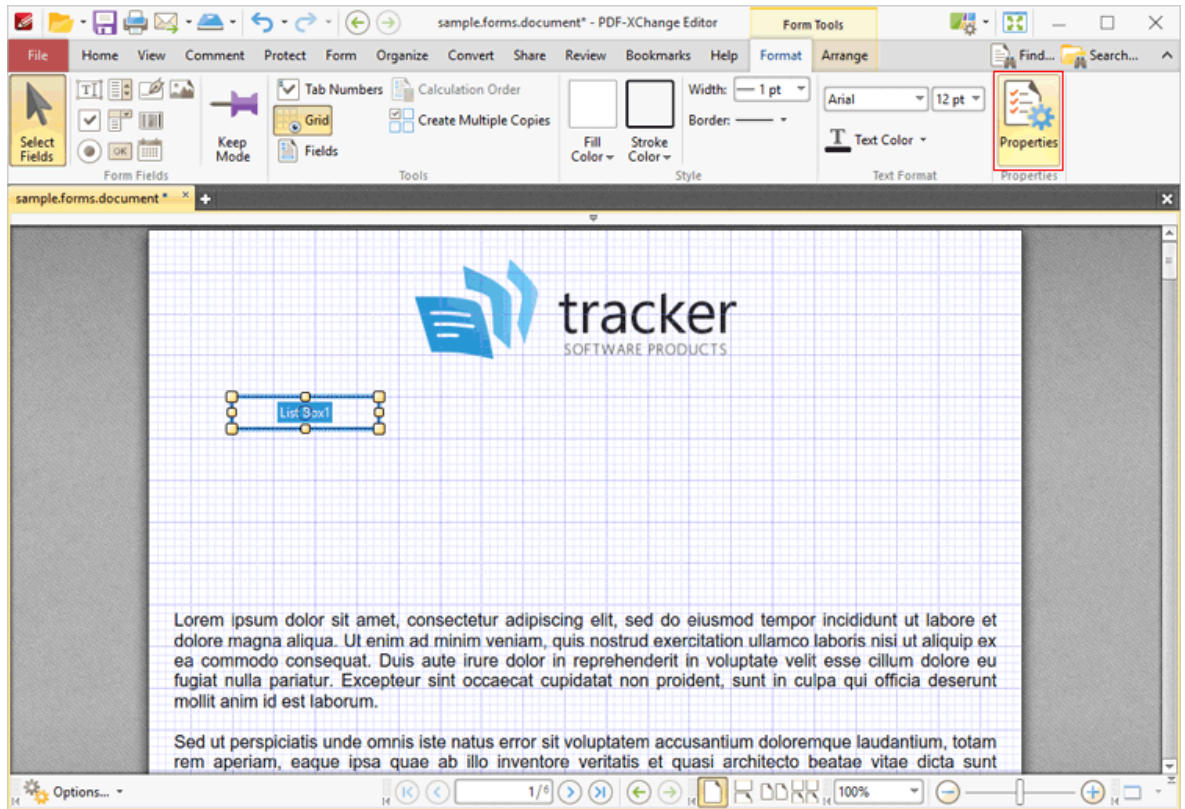 sample.forms.document* - PDF-XChange Editor
Form Tools
File Home View Comment Protect Form Organize Convert Share Review Bookmarks Help Format Arrange Find... Search...
Select Fields
OK
Form Fields
Keep Mode
Tab Numbers
Grid
Fields
Calculation Order
Create Multiple Copies
Tools
Fill Color
Stroke Color
Width: 1 pt
Border:
Style
Arial 12 pt
T Text Color
Text Format
Properties
Properties
sample.forms.document *
tracker
SOFTWARE PRODUCTS
List Box1
Lorem ipsum dolor sit amet, consectetur adipiscing elit, sed do eiusmod tempor incididunt ut labore et
dolore magna aliqua. Ut enim ad minim veniam, quis nostrud exercitation ullamco laboris nisi ut aliquip ex
ea commodo consequat. Duis aute irure dolor in reprehenderit in voluptate velit esse cillum dolore eu
fugiat nulla pariatur. Excepteur sint occaecat cupidatat non proident, sunt in culpa qui officia deserunt
mollit anim id est laborum.
Sed ut perspiciatis unde omnis iste natus error sit voluptatem accusantium doloremque laudantium, totam
rem aperiam, eaque ipsa quae ab illo inventore veritatis et quasi architecto beatae vitae dicta sunt
Options... 1/6 100%